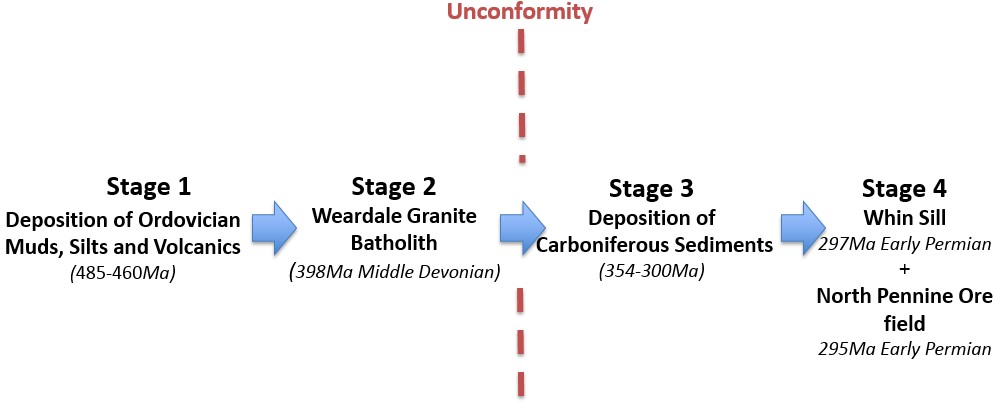 Unconformity
Stage 1
Deposition of Ordovician
Muds, Silts and Volcanics
(485-460Ma)
Stage 2
Weardale Granite
Batholith
(398Ma Middle Devonian)
Stage 3
Deposition of
Carboniferous Sediments
(354-300Ma)
Stage 4
Whin Sill
297Ma Early Permian
+
North Pennine Ore
field
295Ma Early Permian